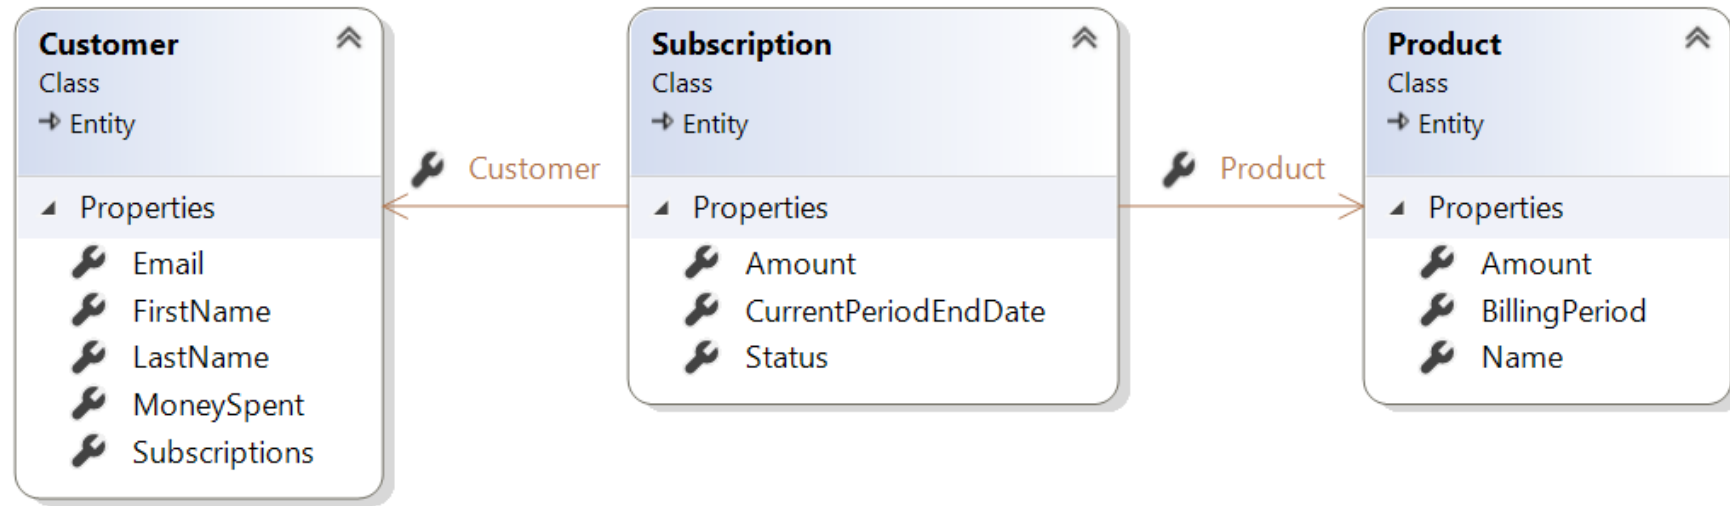 Customer
Class
Entity
Properties
Email
FirstName
LastName
MoneySpent
Subscriptions
Customer
Subscription
Class
Entity
Properties
Amount
CurrentPeriodEndDate
Status
Product
Product
Class
Entity
Properties
Amount
BillingPeriod
Name